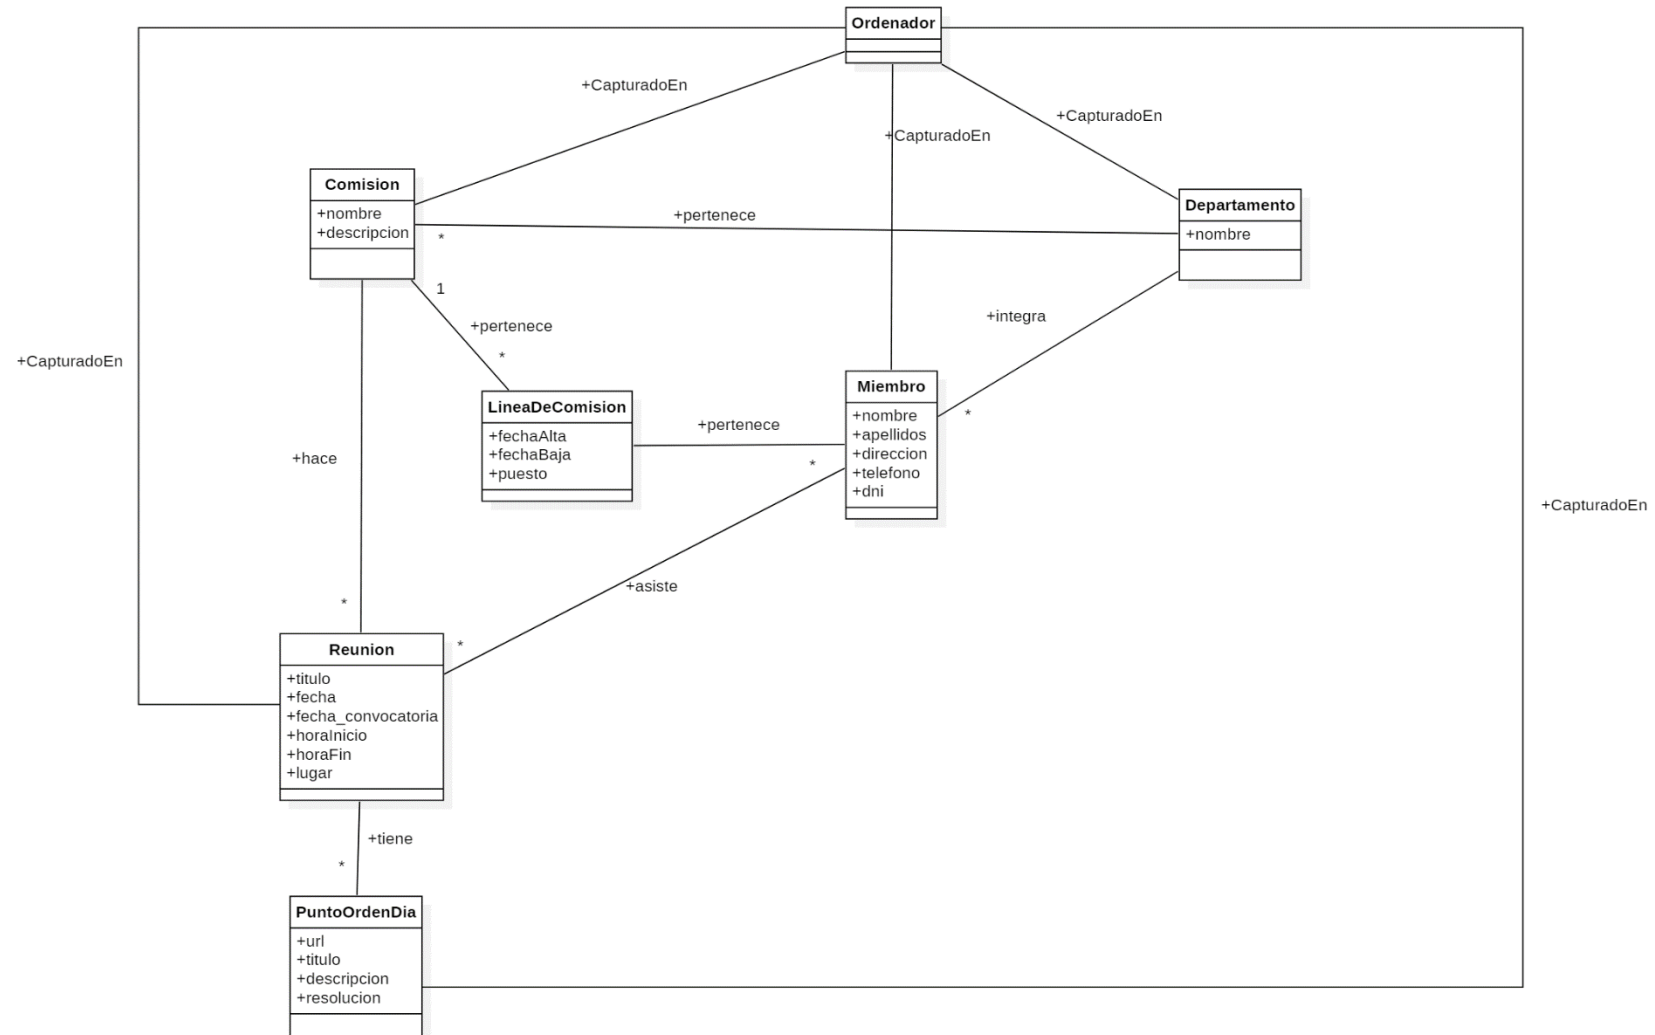 Ordenador
+CapturadoEn
+CapturadoEn
+CapturadoEn
Comision
+nombre
+descripcion
Departamento
+nombre
+pertenece
*
1
+pertenece
*
+integra
*
+CapturadoEn
LineaDeComision
+fechaAlta
+fechaBaja
+puesto
+pertenece
Miembro
+nombre
+apellidos
+direccion
+telefono
+dni
*
+hace
*
+asiste
*
+CapturadoEn
Reunion
+titulo
+fecha
+fecha_convocatoria
+horaInicio
+horaFin
+lugar
+tiene
*
PuntoOrdenDia
+url
+titulo
+descripcion
+resolucion